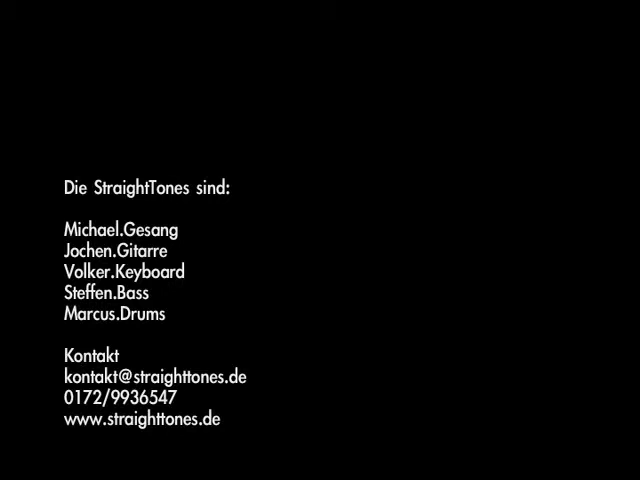 Die StraightTones sind:
Michael.Gesang
Jochen.Gitarre
Volker.Keyboard
Steffen.Bass
Marcus.Drums
Kontakt
kontakt@straighttones.de
0172/9936547
www.straighttones.de